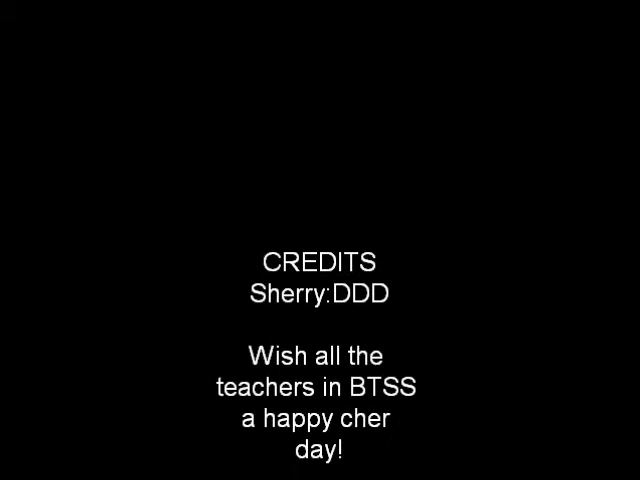 CREDITS
Sherry:DDD
Wish all the
teachers in BTSS
a happy cher
day!